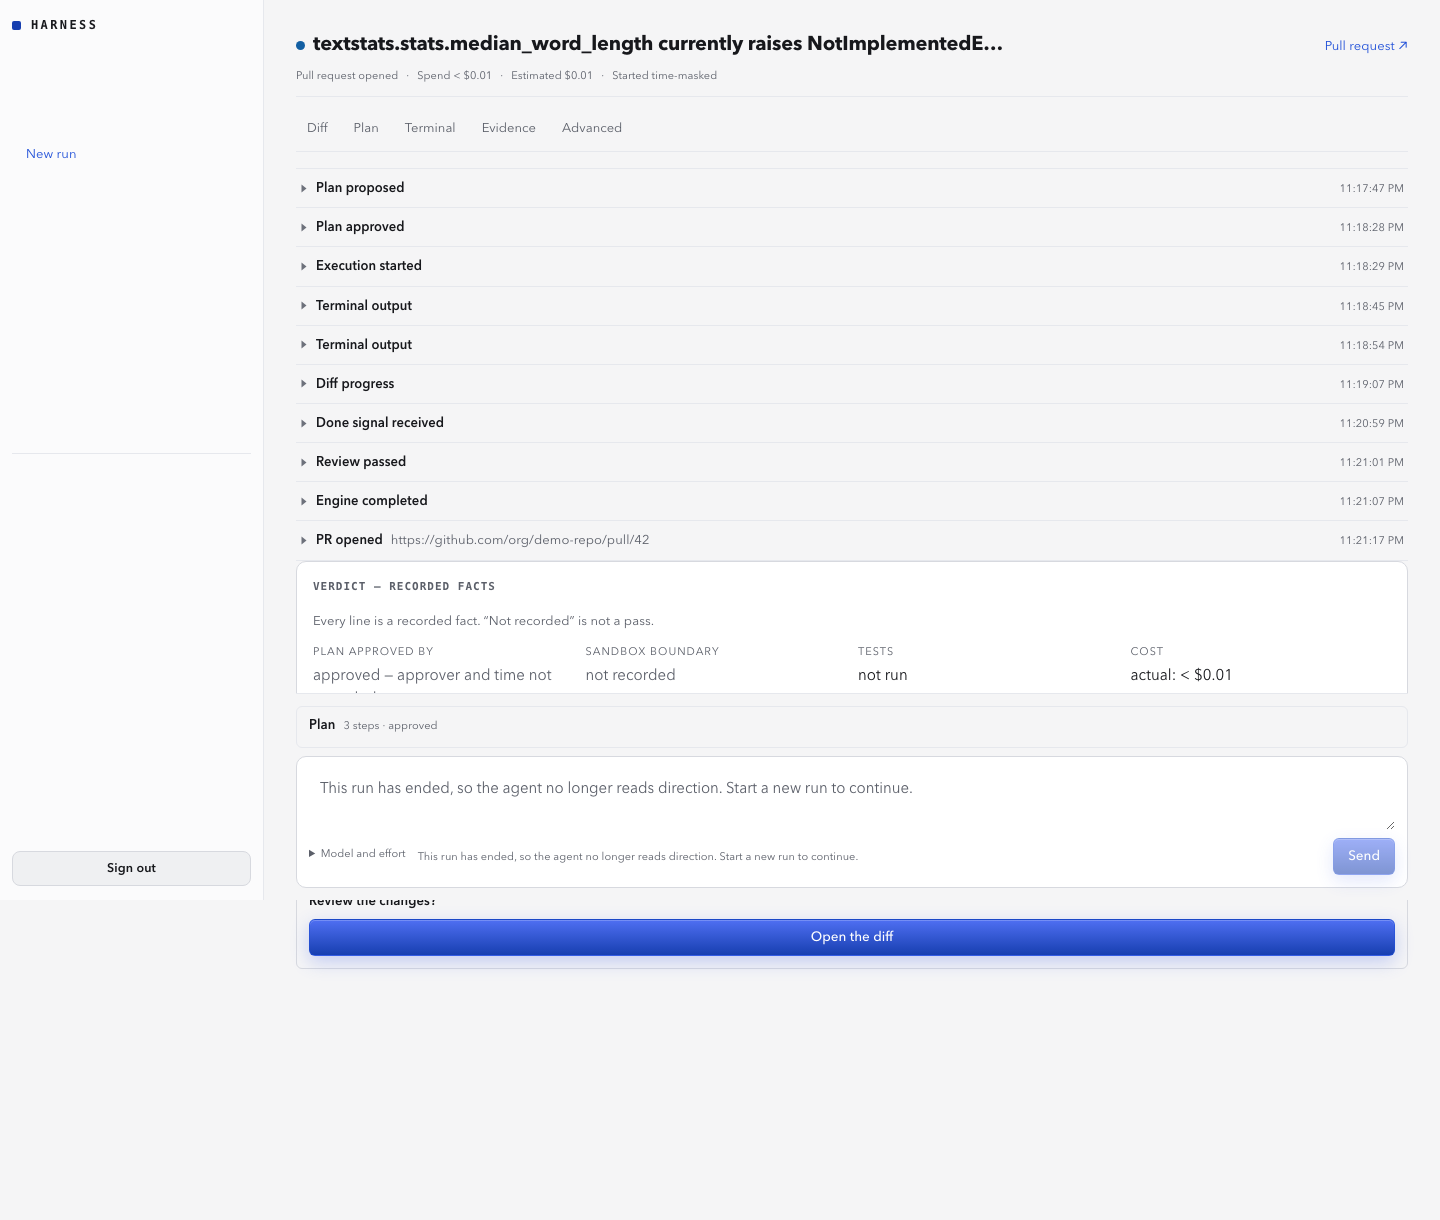 HARNESS
New run
Sign out
textstats.stats.median_word_length currently raises NotImplementedE…
Pull request ↗
Pull request opened · Spend < $0.01 · Estimated $0.01 · Started time-masked
Diff Plan Terminal Evidence Advanced
Plan proposed 11:17:47 PM
Plan approved 11:18:28 PM
Execution started 11:18:29 PM
Terminal output 11:18:45 PM
Terminal output 11:18:54 PM
Diff progress 11:19:07 PM
Done signal received 11:20:59 PM
Review passed 11:21:01 PM
Engine completed 11:21:07 PM
PR opened https://github.com/org/demo-repo/pull/42 11:21:17 PM
VERDICT — RECORDED FACTS
Every line is a recorded fact. “Not recorded” is not a pass.
PLAN APPROVED BY SANDBOX BOUNDARY TESTS COST
approved — approver and time not not recorded not run actual: < $0.01
Plan 3 steps · approved
This run has ended, so the agent no longer reads direction. Start a new run to continue.
Model and effort This run has ended, so the agent no longer reads direction. Start a new run to continue.
Send
Review the changes?
Open the diff